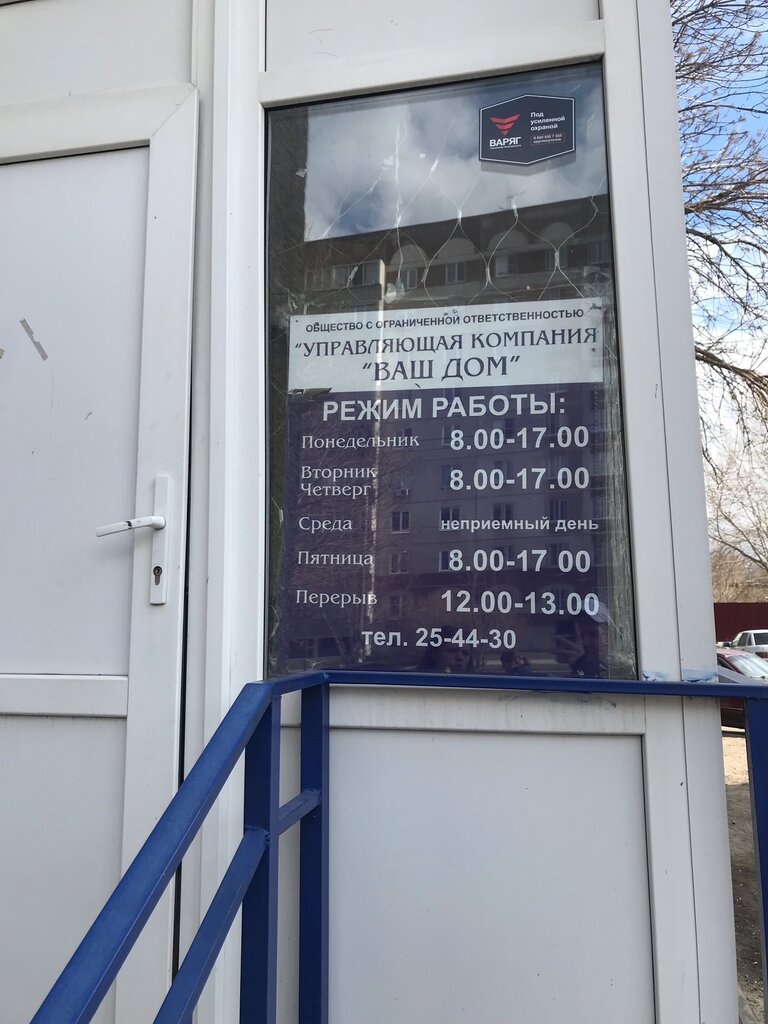 Под
усиленной
охраной
ВАРЯГ
круглосуточно
ОБЩЕСТВО С ОГРАНИЧЕННОЙ ОТВЕТСТВЕННОСТЬЮ
"УПРАВЛЯЮЩАЯ КОМПАНИЯ
"ВАШ ДОМ"
РЕЖИМ РАБОТЫ:
Понедельник 8.00-17.00
Вторник
Четверг 8.00-17.00
Среда неприемный день
Пятница 8.00-17 00
Перерыв 12.00-13.00
тел. 25-44-30